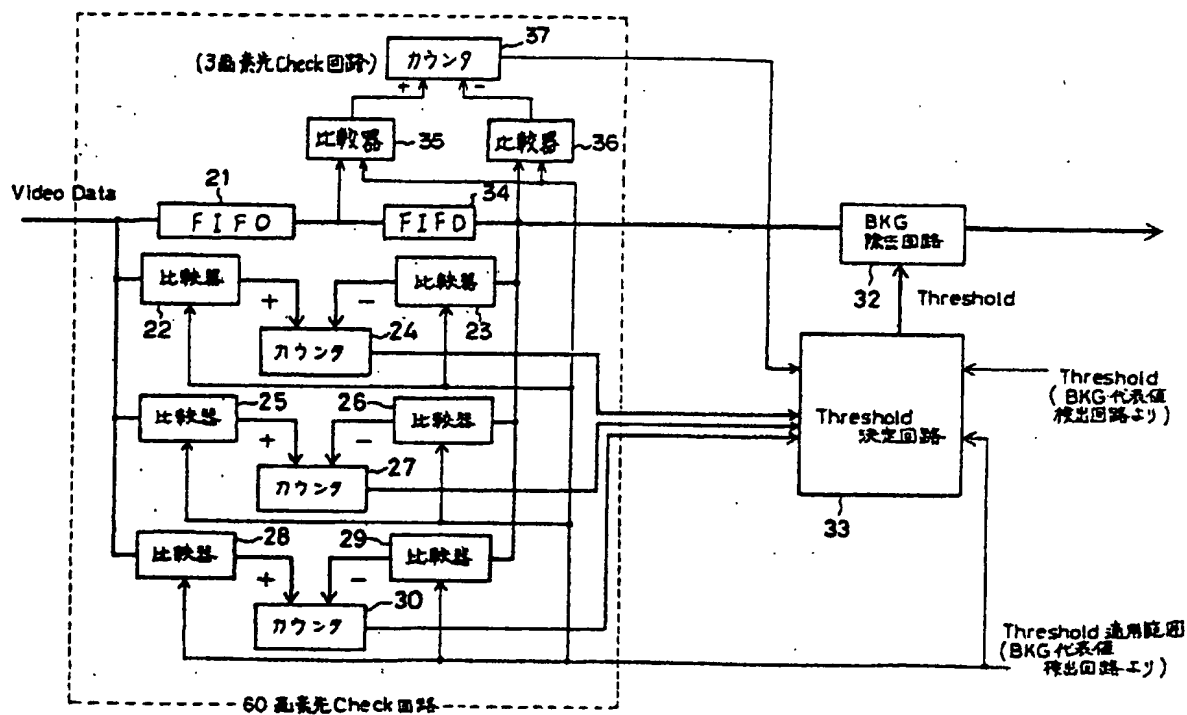 37
カウンタ
(3画素先Check回路)
+
-
比較器
35
比較器
36
Video Data
21
FIFO
34
FIFO
BKG
除去回路
32
Threshold
比較器
22
+
-
比較器
23
24
カウンタ
Threshold
(BKG代表値
検出回路より)
比較器
25
26
比較器
+
-
27
カウンタ
Threshold
決定回路
33
比較器
28
29
比較器
+
-
30
カウンタ
Threshold適用範囲
(BKG代表値
検出回路より)
60画素先Check回路